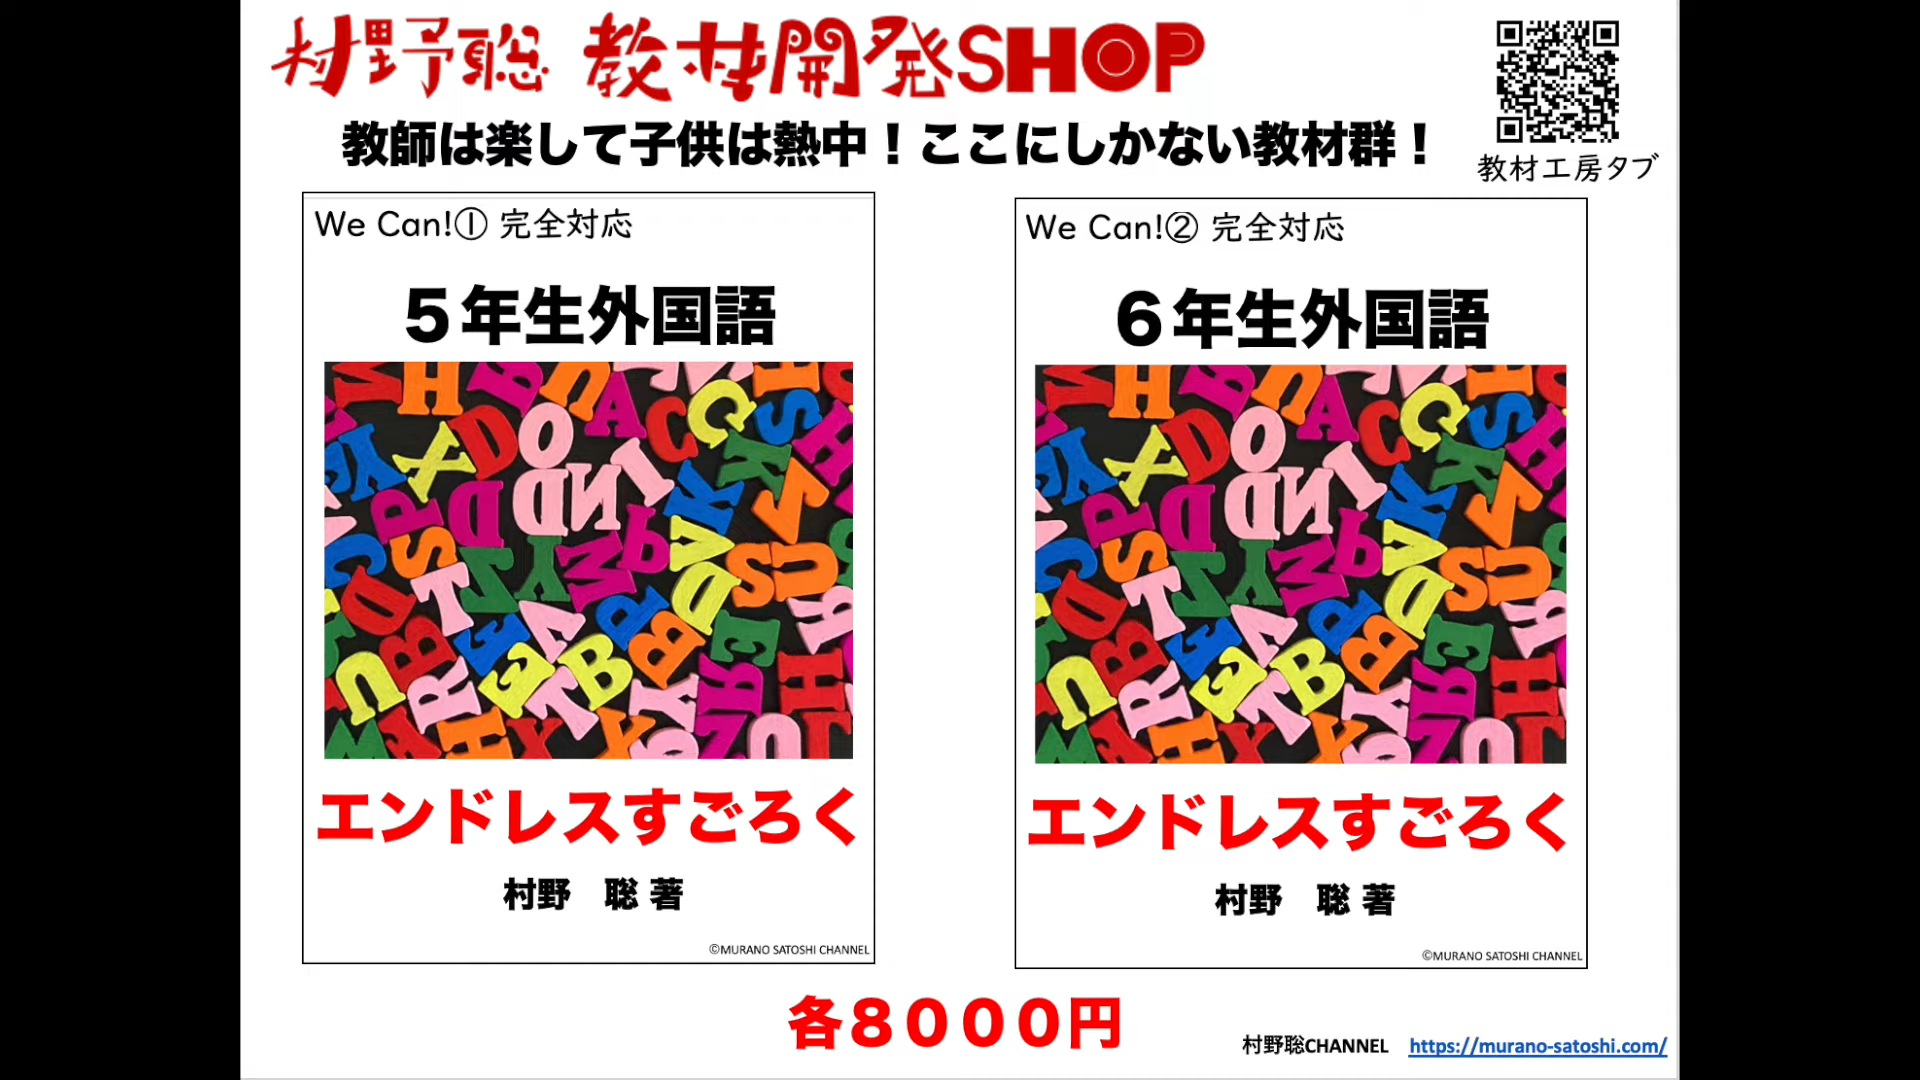 村野聡 教材開発SHOP
教師は楽して子供は熱中！ここにしかない教材群！
教材工房タブ
We Can!① 完全対応
５年生外国語
エンドレスすごろく
村野　聡 著
©MURANO SATOSHI CHANNEL
We Can!② 完全対応
６年生外国語
エンドレスすごろく
村野　聡 著
©MURANO SATOSHI CHANNEL
各８０００円
村野聡CHANNEL https://murano-satoshi.com/